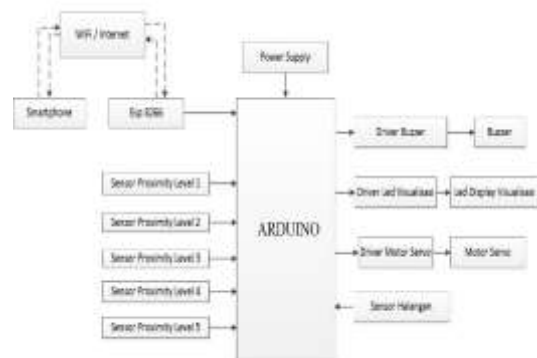 WiFi / Internet
Power Supply
Smartphone
Esp 8266
Driver Buzzer
Buzzer
Sensor Proximity Level 1
Driver Led Visualisasi
Led Display Visualisasi
Sensor Proximity Level 2
ARDUINO
Sensor Proximity Level 3
Driver Motor Servo
Motor Servo
Sensor Proximity Level 4
Sensor Halangan
Sensor Proximity Level 5